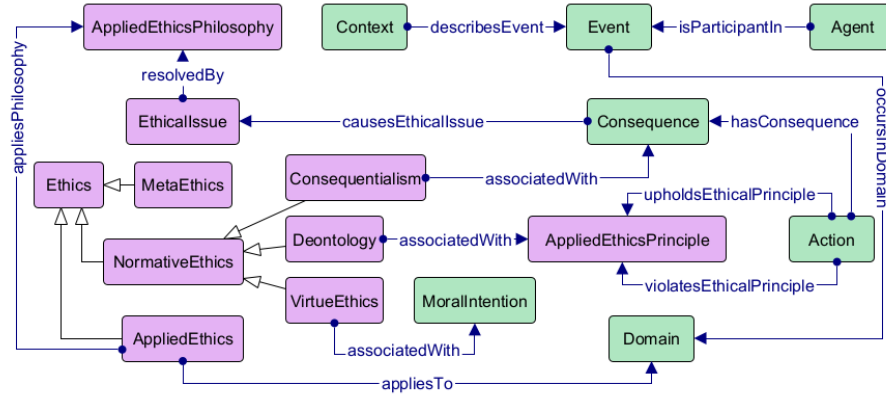 AppliedEthicsPhilosophy
Context
describesEvent
Event
isParticipantIn
Agent
appliesPhilosophy
resolvedBy
occursInDomain
EthicalIssue
causesEthicalIssue
Consequence
hasConsequence
Ethics
MetaEthics
Consequentialism
associatedWith
upholdsEthicalPrinciple
NormativeEthics
Deontology
associatedWith
AppliedEthicsPrinciple
Action
VirtueEthics
MoralIntention
violatesEthicalPrinciple
AppliedEthics
associatedWith
Domain
appliesTo